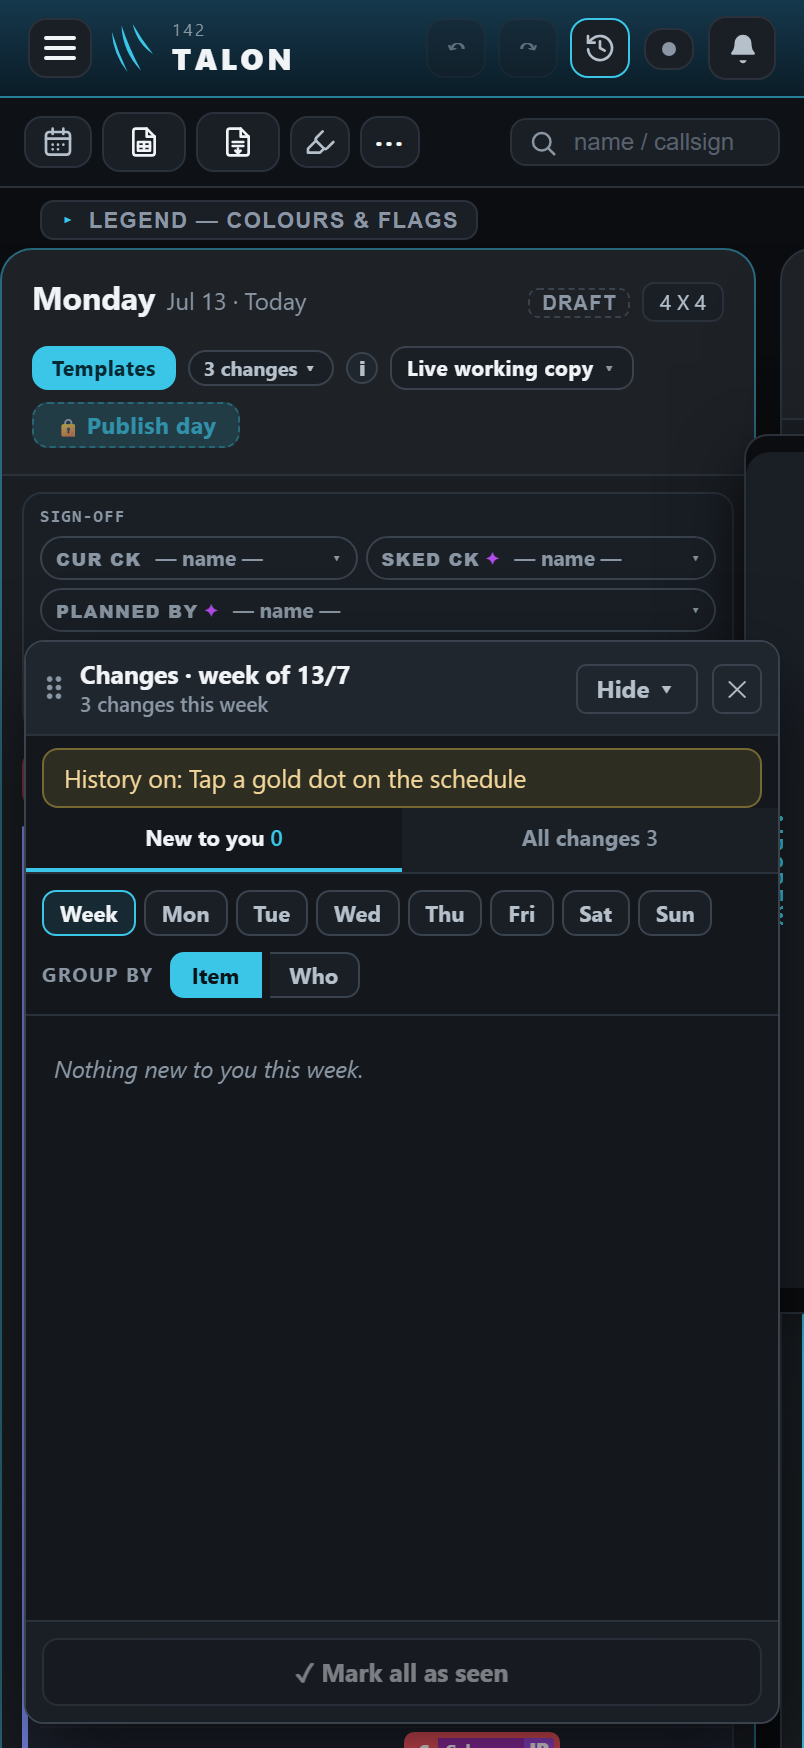 142
TALON
name / callsign
LEGEND — COLOURS & FLAGS
Monday Jul 13 · Today
DRAFT
4 X 4
Templates
3 changes
i
Live working copy
Publish day
SIGN-OFF
CUR CK — name —
SKED CK — name —
PLANNED BY — name —
Changes · week of 13/7
3 changes this week
Hide
History on: Tap a gold dot on the schedule
New to you 0
All changes 3
Week Mon Tue Wed Thu Fri Sat Sun
GROUP BY Item Who
Nothing new to you this week.
✓ Mark all as seen